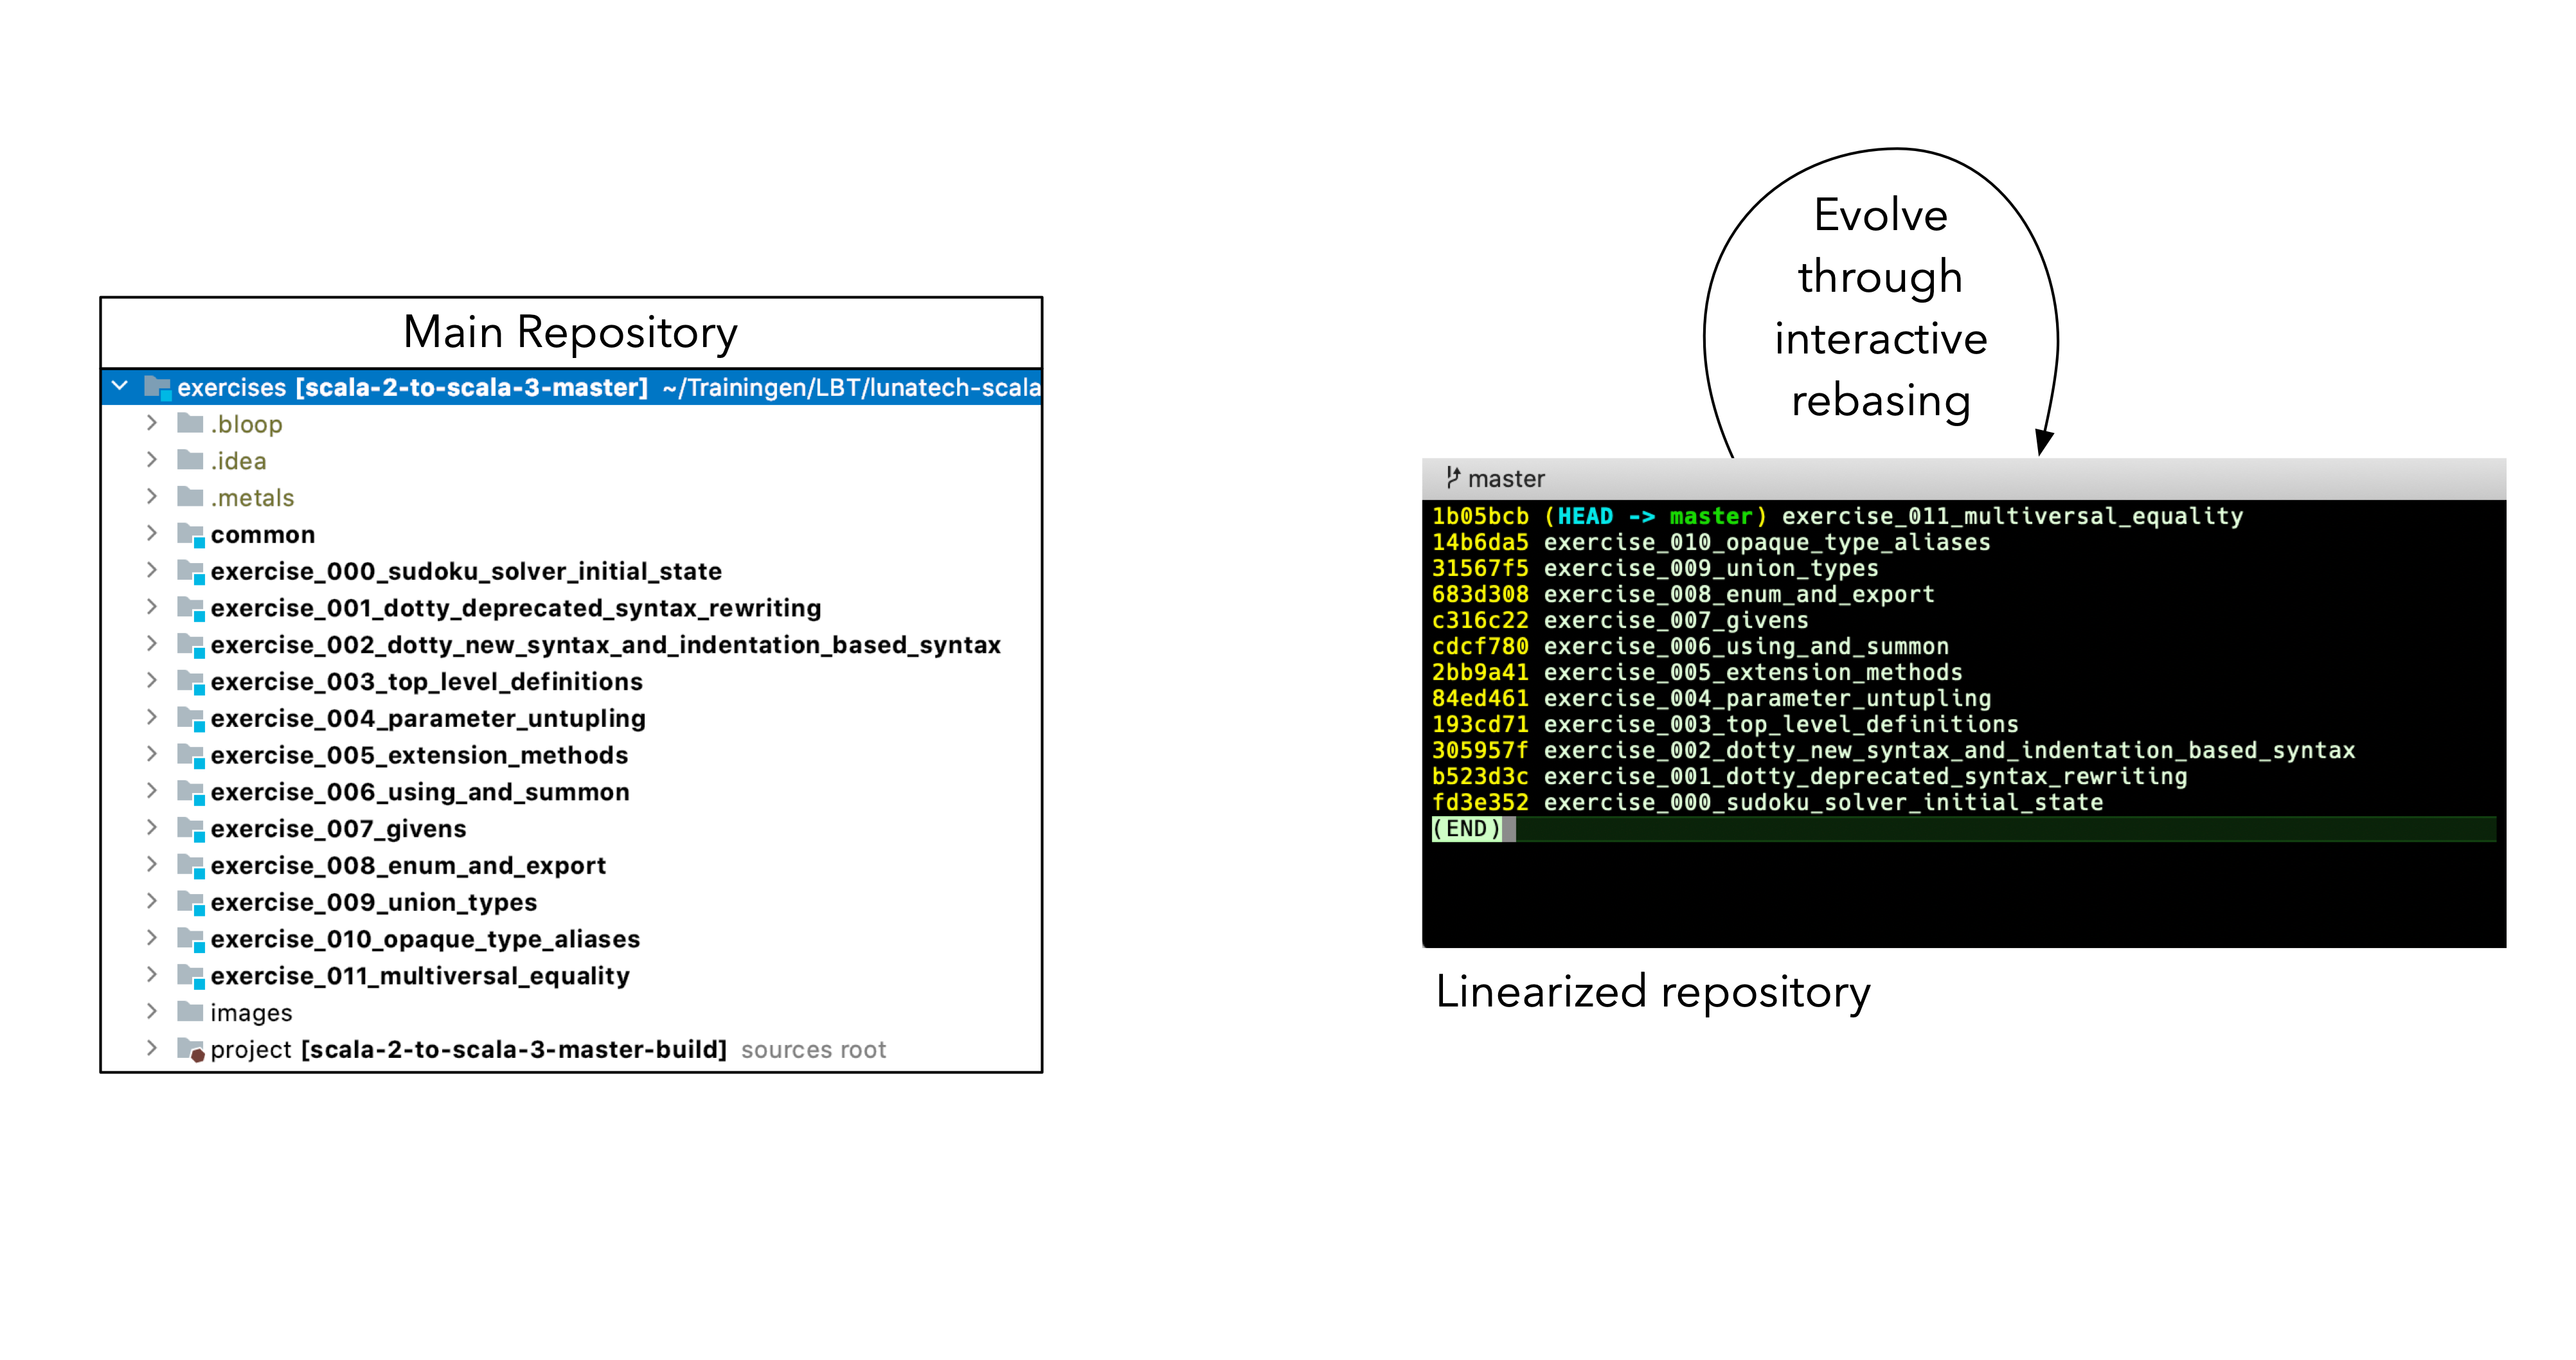 Main Repository
exercises [scala-2-to-scala-3-master] ~/Trainingen/LBT/lunatech-scala
.bloop
.idea
.metals
common
exercise_000_sudoku_solver_initial_state
exercise_001_dotty_deprecated_syntax_rewriting
exercise_002_dotty_new_syntax_and_indentation_based_syntax
exercise_003_top_level_definitions
exercise_004_parameter_untupling
exercise_005_extension_methods
exercise_006_using_and_summon
exercise_007_givens
exercise_008_enum_and_export
exercise_009_union_types
exercise_010_opaque_type_aliases
exercise_011_multiversal_equality
images
project [scala-2-to-scala-3-master-build] sources root
Evolve
through
interactive
rebasing
master
1b05bcb (HEAD -> master) exercise_011_multiversal_equality
14b6da5 exercise_010_opaque_type_aliases
31567f5 exercise_009_union_types
683d308 exercise_008_enum_and_export
c316c22 exercise_007_givens
cdcf780 exercise_006_using_and_summon
2bb9a41 exercise_005_extension_methods
84ed461 exercise_004_parameter_untupling
193cd71 exercise_003_top_level_definitions
305957f exercise_002_dotty_new_syntax_and_indentation_based_syntax
b523d3c exercise_001_dotty_deprecated_syntax_rewriting
fd3e352 exercise_000_sudoku_solver_initial_state
(END)
Linearized repository